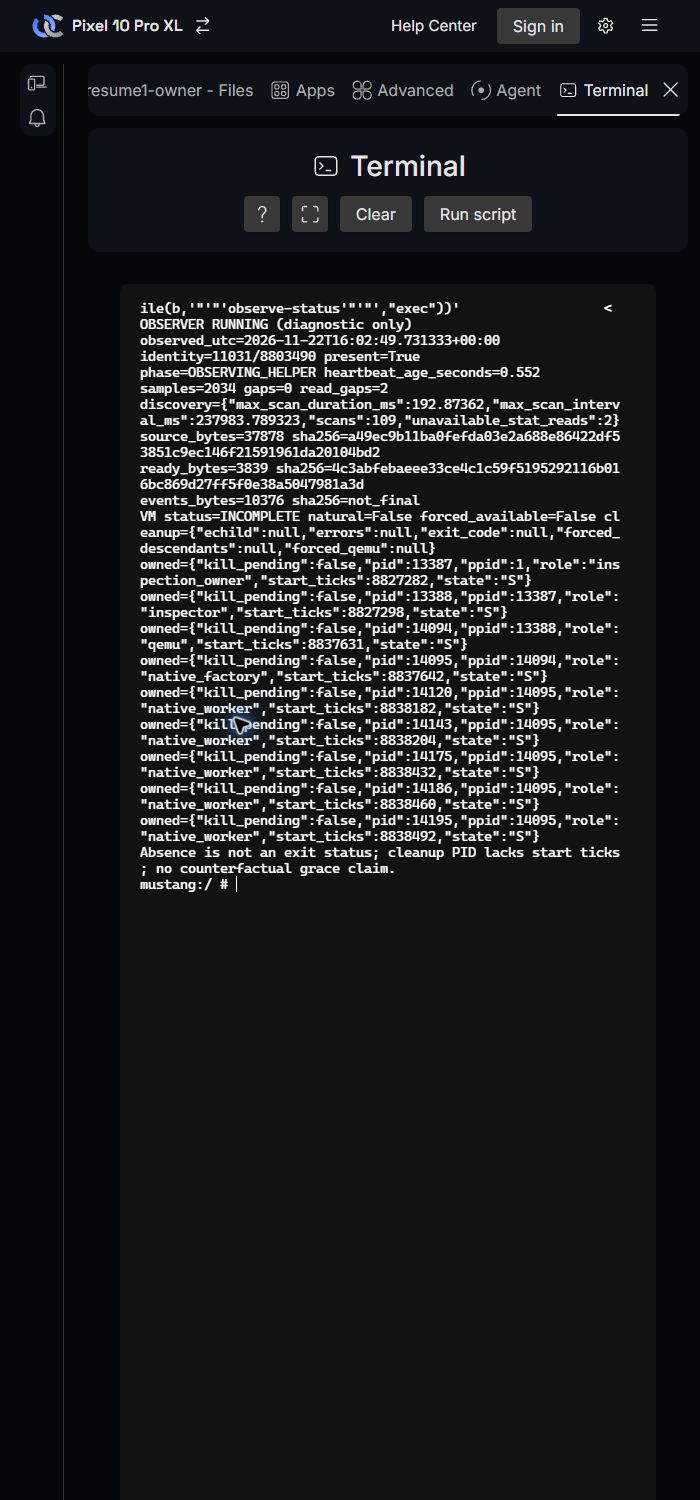 Pixel 10 Pro XL
Help Center
Sign in
resume1-owner - Files
Apps
Advanced
Agent
Terminal
Terminal
?
Clear
Run script
ile(b,'"'"'observe-status'"'"',"exec"))' <
OBSERVER RUNNING (diagnostic only)
observed_utc=2026-11-22T16:02:49.731333+00:00
identity=11031/8803490 present=True
phase=OBSERVING_HELPER heartbeat_age_seconds=0.552
samples=2034 gaps=0 read_gaps=2
discovery={"max_scan_duration_ms":192.87362,"max_scan_interv
al_ms":237983.789323,"scans":109,"unavailable_stat_reads":2}
source_bytes=37878 sha256=a49ec9b11ba0fefda03e2a688e86422df5
3851c9ec146f21591961da20104bd2
ready_bytes=3839 sha256=4c3abfebaeee33ce4c1c59f5195292116b01
6bc869d27ff5f0e38a5047981a3d
events_bytes=10376 sha256=not_final
VM status=INCOMPLETE natural=False forced_available=False cl
eanup={"echild":null,"errors":null,"exit_code":null,"forced_
descendants":null,"forced_qemu":null}
owned={"kill_pending":false,"pid":13387,"ppid":1,"role":"ins
pection_owner","start_ticks":8827282,"state":"S"}
owned={"kill_pending":false,"pid":13388,"ppid":13387,"role":
"inspector","start_ticks":8827298,"state":"S"}
owned={"kill_pending":false,"pid":14094,"ppid":13388,"role":
"qemu","start_ticks":8837631,"state":"S"}
owned={"kill_pending":false,"pid":14095,"ppid":14094,"role":
"native_factory","start_ticks":8837642,"state":"S"}
owned={"kill_pending":false,"pid":14120,"ppid":14095,"role":
"native_worker","start_ticks":8838182,"state":"S"}
owned={"kill_pending":false,"pid":14143,"ppid":14095,"role":
"native_worker","start_ticks":8838204,"state":"S"}
owned={"kill_pending":false,"pid":14175,"ppid":14095,"role":
"native_worker","start_ticks":8838432,"state":"S"}
owned={"kill_pending":false,"pid":14186,"ppid":14095,"role":
"native_worker","start_ticks":8838460,"state":"S"}
owned={"kill_pending":false,"pid":14195,"ppid":14095,"role":
"native_worker","start_ticks":8838492,"state":"S"}
Absence is not an exit status; cleanup PID lacks start ticks
; no counterfactual grace claim.
mustang:/ #